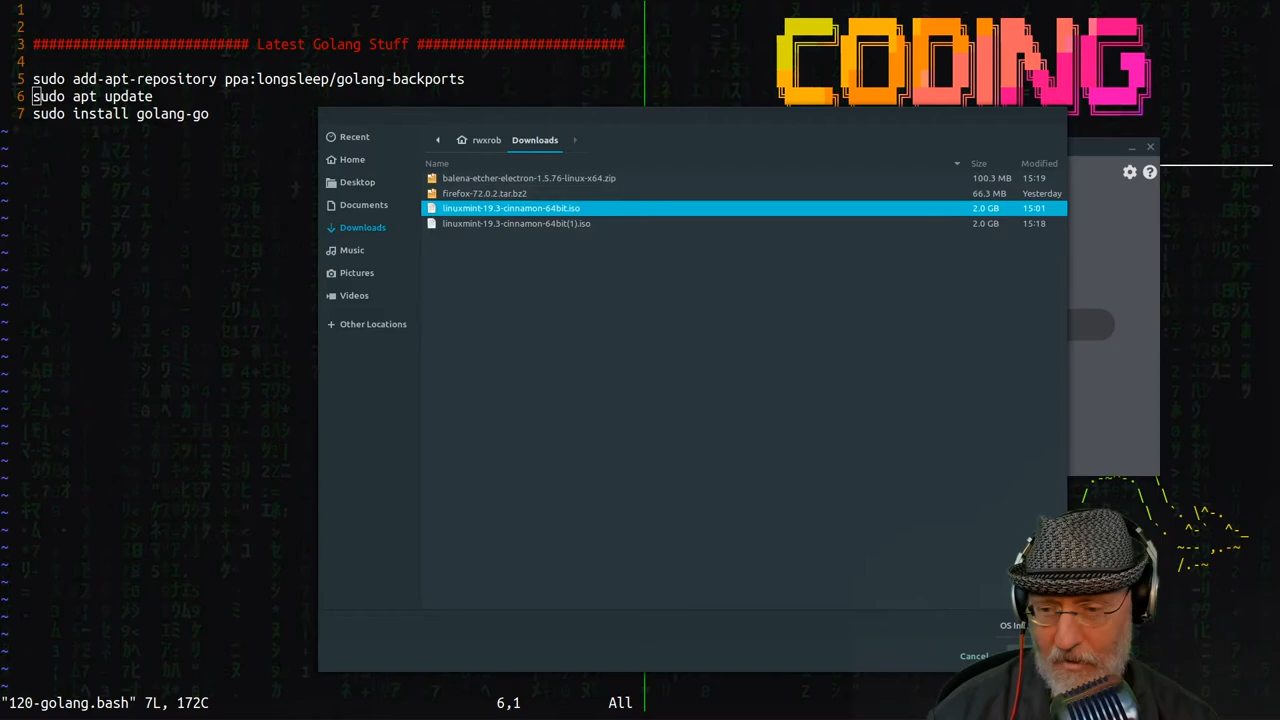 1
2
3 ########################## Latest Golang Stuff ##########################
4
5 sudo add-apt-repository ppa:longsleep/golang-backports
6 sudo apt update
7 sudo install golang-go
CODING
Recent
Home
Desktop
Documents
Downloads
Music
Pictures
Videos
+ Other Locations
rwxrob Downloads
Name Size Modified
balena-etcher-electron-1.5.76-linux-x64.zip 100.3 MB 15:19
firefox-72.0.2.tar.bz2 66.3 MB Yesterday
linuxmint-19.3-cinnamon-64bit.iso 2.0 GB 15:01
linuxmint-19.3-cinnamon-64bit(1).iso 2.0 GB 15:18
Cancel
"120-golang.bash" 7L, 172C 6,1 All